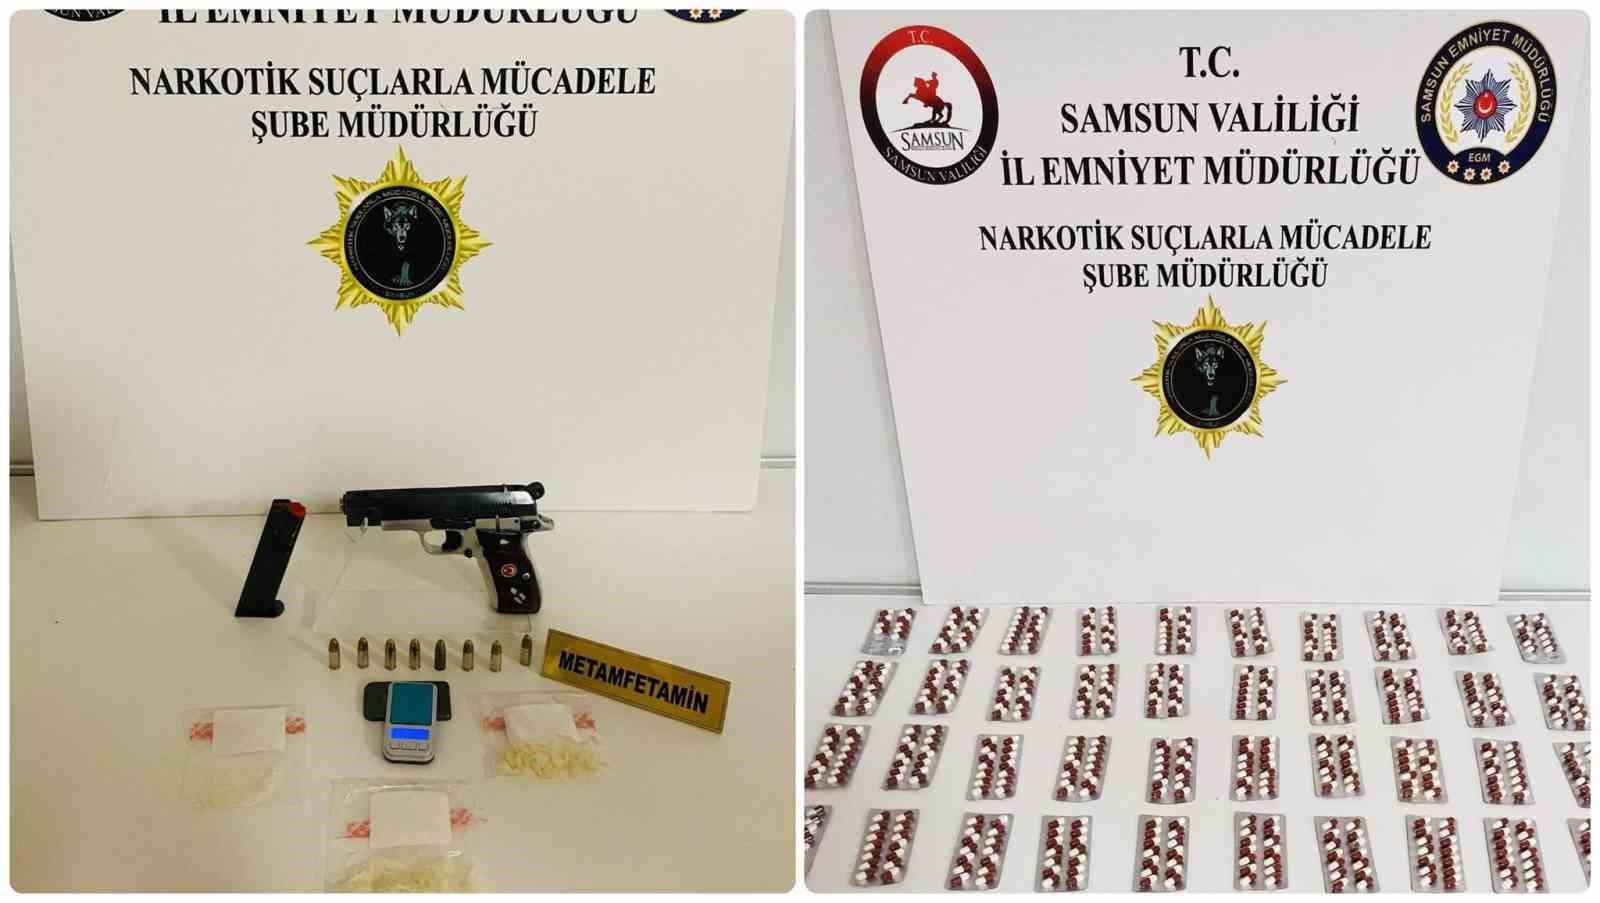 İL EMNİYET MÜDÜRLÜĞÜ
NARKOTİK SUÇLARLA MÜCADELE
ŞUBE MÜDÜRLÜĞÜ
METAMFETAMİN
T.C.
SAMSUN
SAMSUN VALİLİĞİ
T.C.
SAMSUN VALİLİĞİ
İL EMNİYET MÜDÜRLÜĞÜ
SAMSUN EMNİYET MÜDÜRLÜĞÜ
EGM
NARKOTİK SUÇLARLA MÜCADELE
ŞUBE MÜDÜRLÜĞÜ